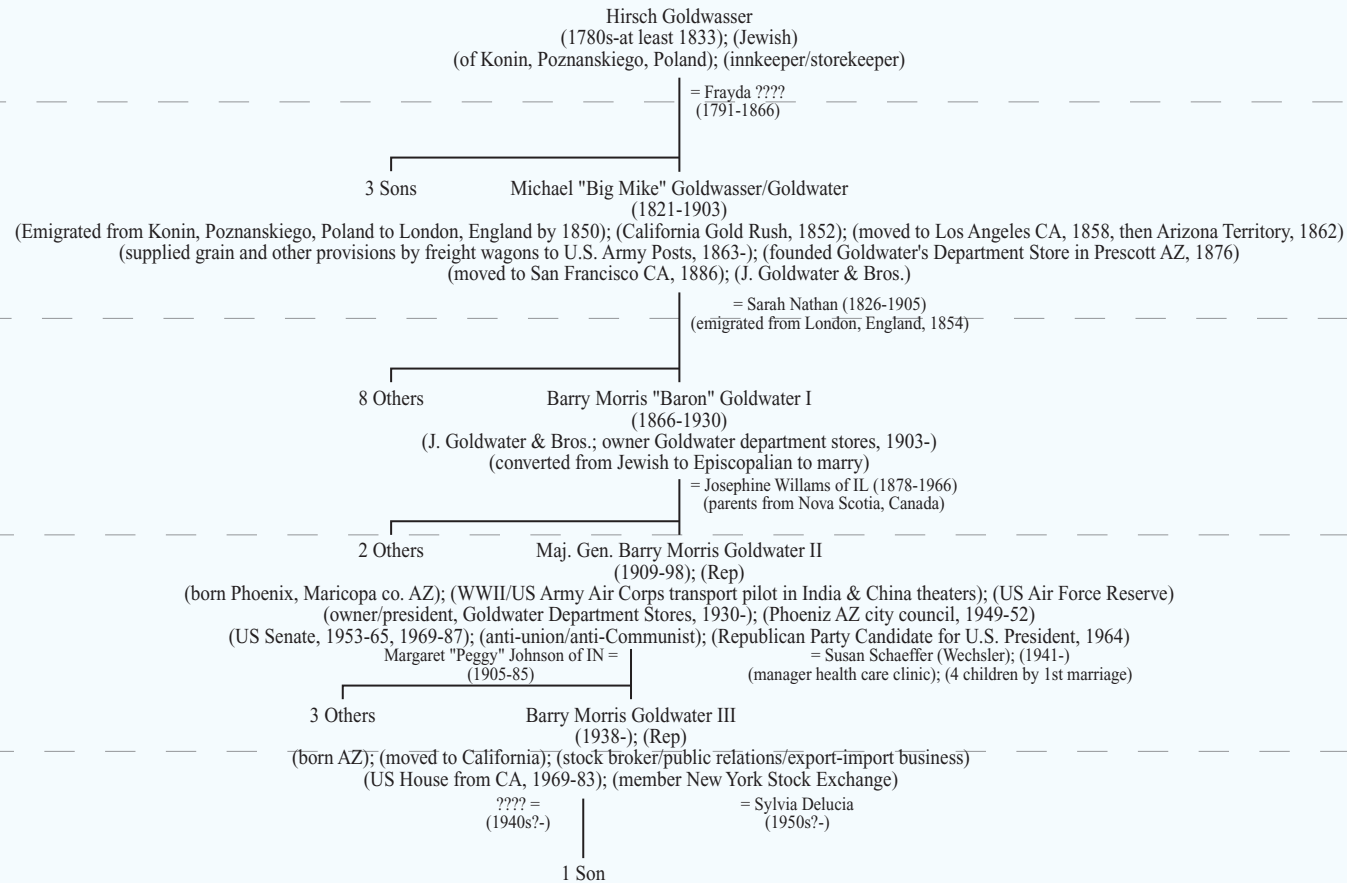 Hirsch Goldwasser
(1780s-at least 1833); (Jewish)
(of Konin, Poznanskiego, Poland); (innkeeper/storekeeper)
= Frayda ????
(1791-1866)
3 Sons
Michael "Big Mike" Goldwasser/Goldwater
(1821-1903)
(Emigrated from Konin, Poznanskiego, Poland to London, England by 1850); (California Gold Rush, 1852); (moved to Los Angeles CA, 1858, then Arizona Territory, 1862)
(supplied grain and other provisions by freight wagons to U.S. Army Posts, 1863-); (founded Goldwater's Department Store in Prescott AZ, 1876)
(moved to San Francisco CA, 1886); (J. Goldwater & Bros.)
= Sarah Nathan (1826-1905)
(emigrated from London, England, 1854)
8 Others
Barry Morris "Baron" Goldwater I
(1866-1930)
(J. Goldwater & Bros.; owner Goldwater department stores, 1903-)
(converted from Jewish to Episcopalian to marry)
= Josephine Willams of IL (1878-1966)
(parents from Nova Scotia, Canada)
2 Others
Maj. Gen. Barry Morris Goldwater II
(1909-98); (Rep)
(born Phoenix, Maricopa co. AZ); (WWII/US Army Air Corps transport pilot in India & China theaters); (US Air Force Reserve)
(owner/president, Goldwater Department Stores, 1930-); (Phoeniz AZ city council, 1949-52)
(US Senate, 1953-65, 1969-87); (anti-union/anti-Communist); (Republican Party Candidate for U.S. President, 1964)
Margaret "Peggy" Johnson of IN =
(1905-85)
= Susan Schaeffer (Wechsler); (1941-)
(manager health care clinic); (4 children by 1st marriage)
3 Others
Barry Morris Goldwater III
(1938-); (Rep)
(born AZ); (moved to California); (stock broker/public relations/export-import business)
(US House from CA, 1969-83); (member New York Stock Exchange)
???? =
(1940s?-)
= Sylvia Delucia
(1950s?-)
1 Son